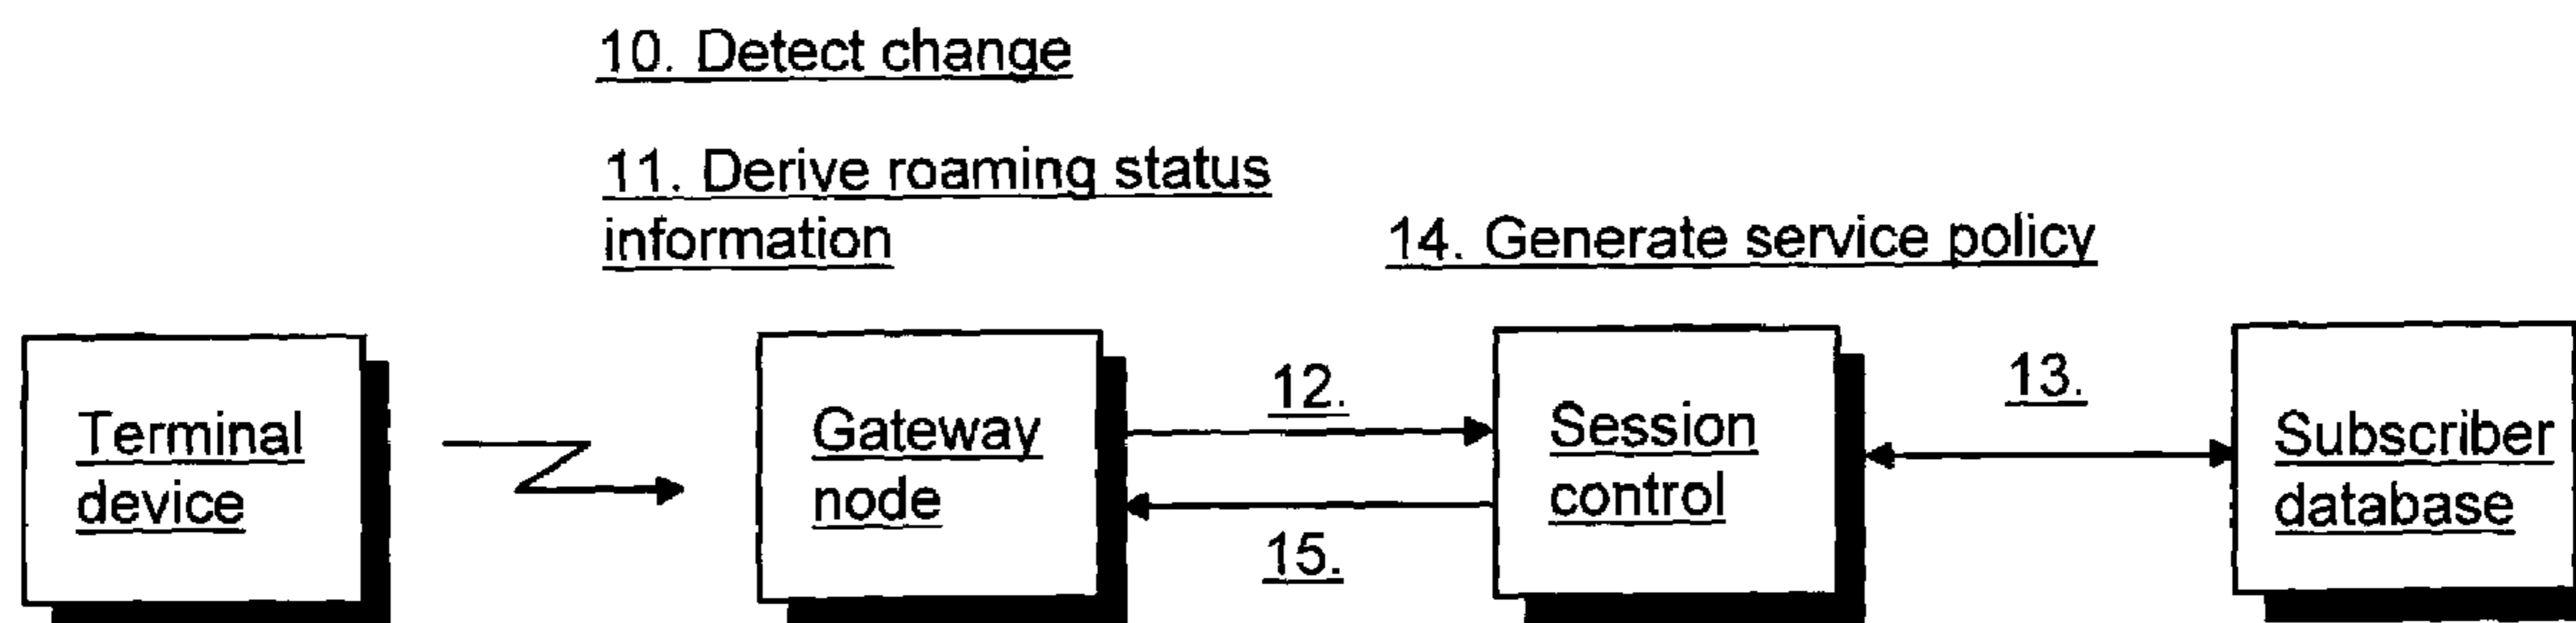 10. Detect change
11. Derive roaming status
information
14. Generate service policy
Terminal
device
Gateway
node
12.
15.
Session
control
13.
Subscriber
database